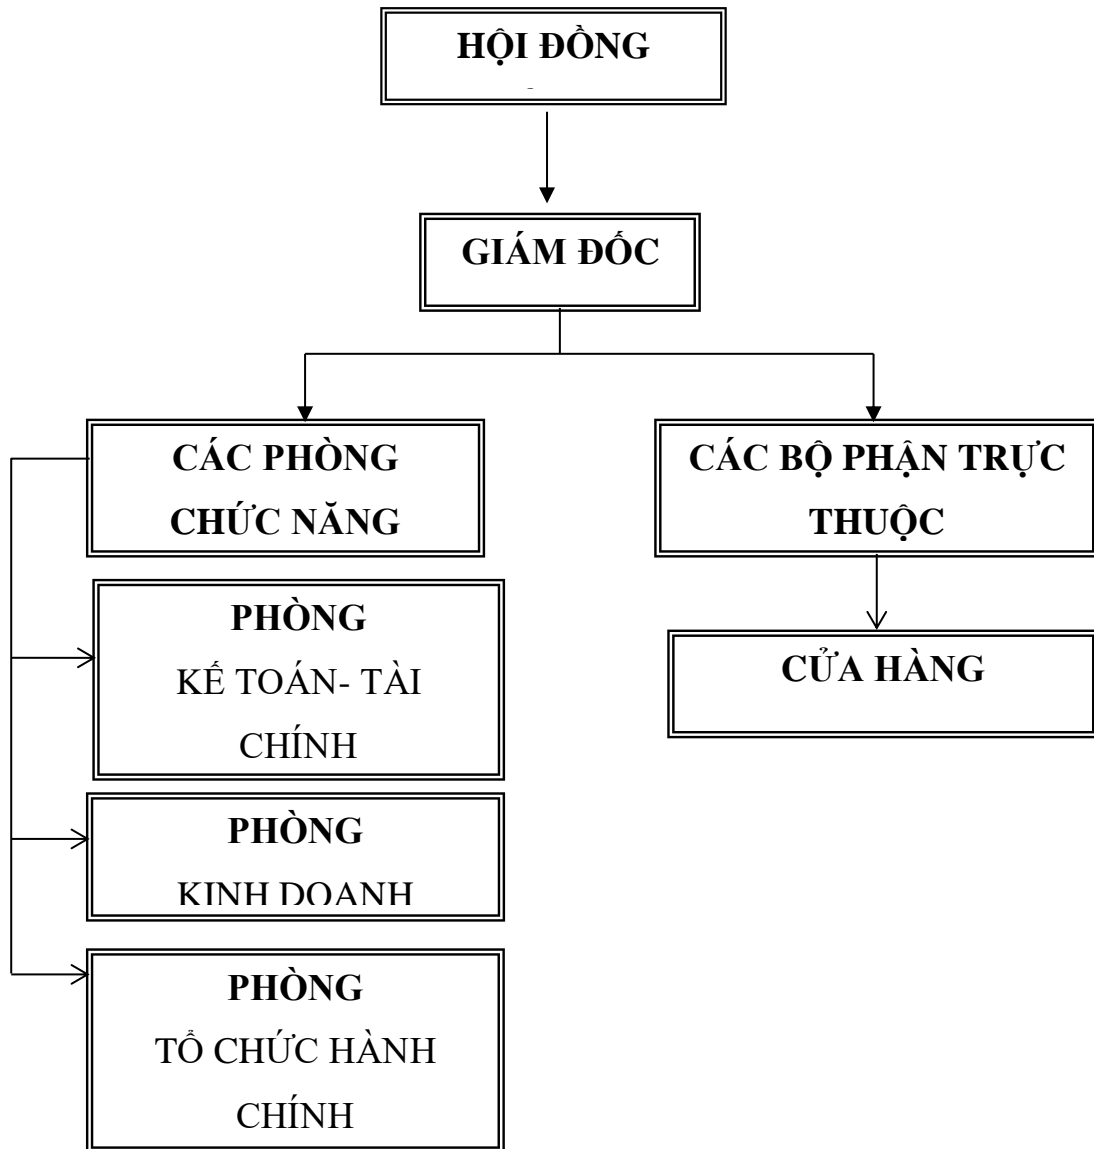 HỘI ĐỒNG
GIÁM ĐỐC
CÁC PHÒNG
CHỨC NĂNG
CÁC BỘ PHẬN TRỰC
THUỘC
PHÒNG
KẾ TOÁN- TÀI
CHÍNH
CỬA HÀNG
PHÒNG
KINH DOANH
PHÒNG
TỔ CHỨC HÀNH
CHÍNH